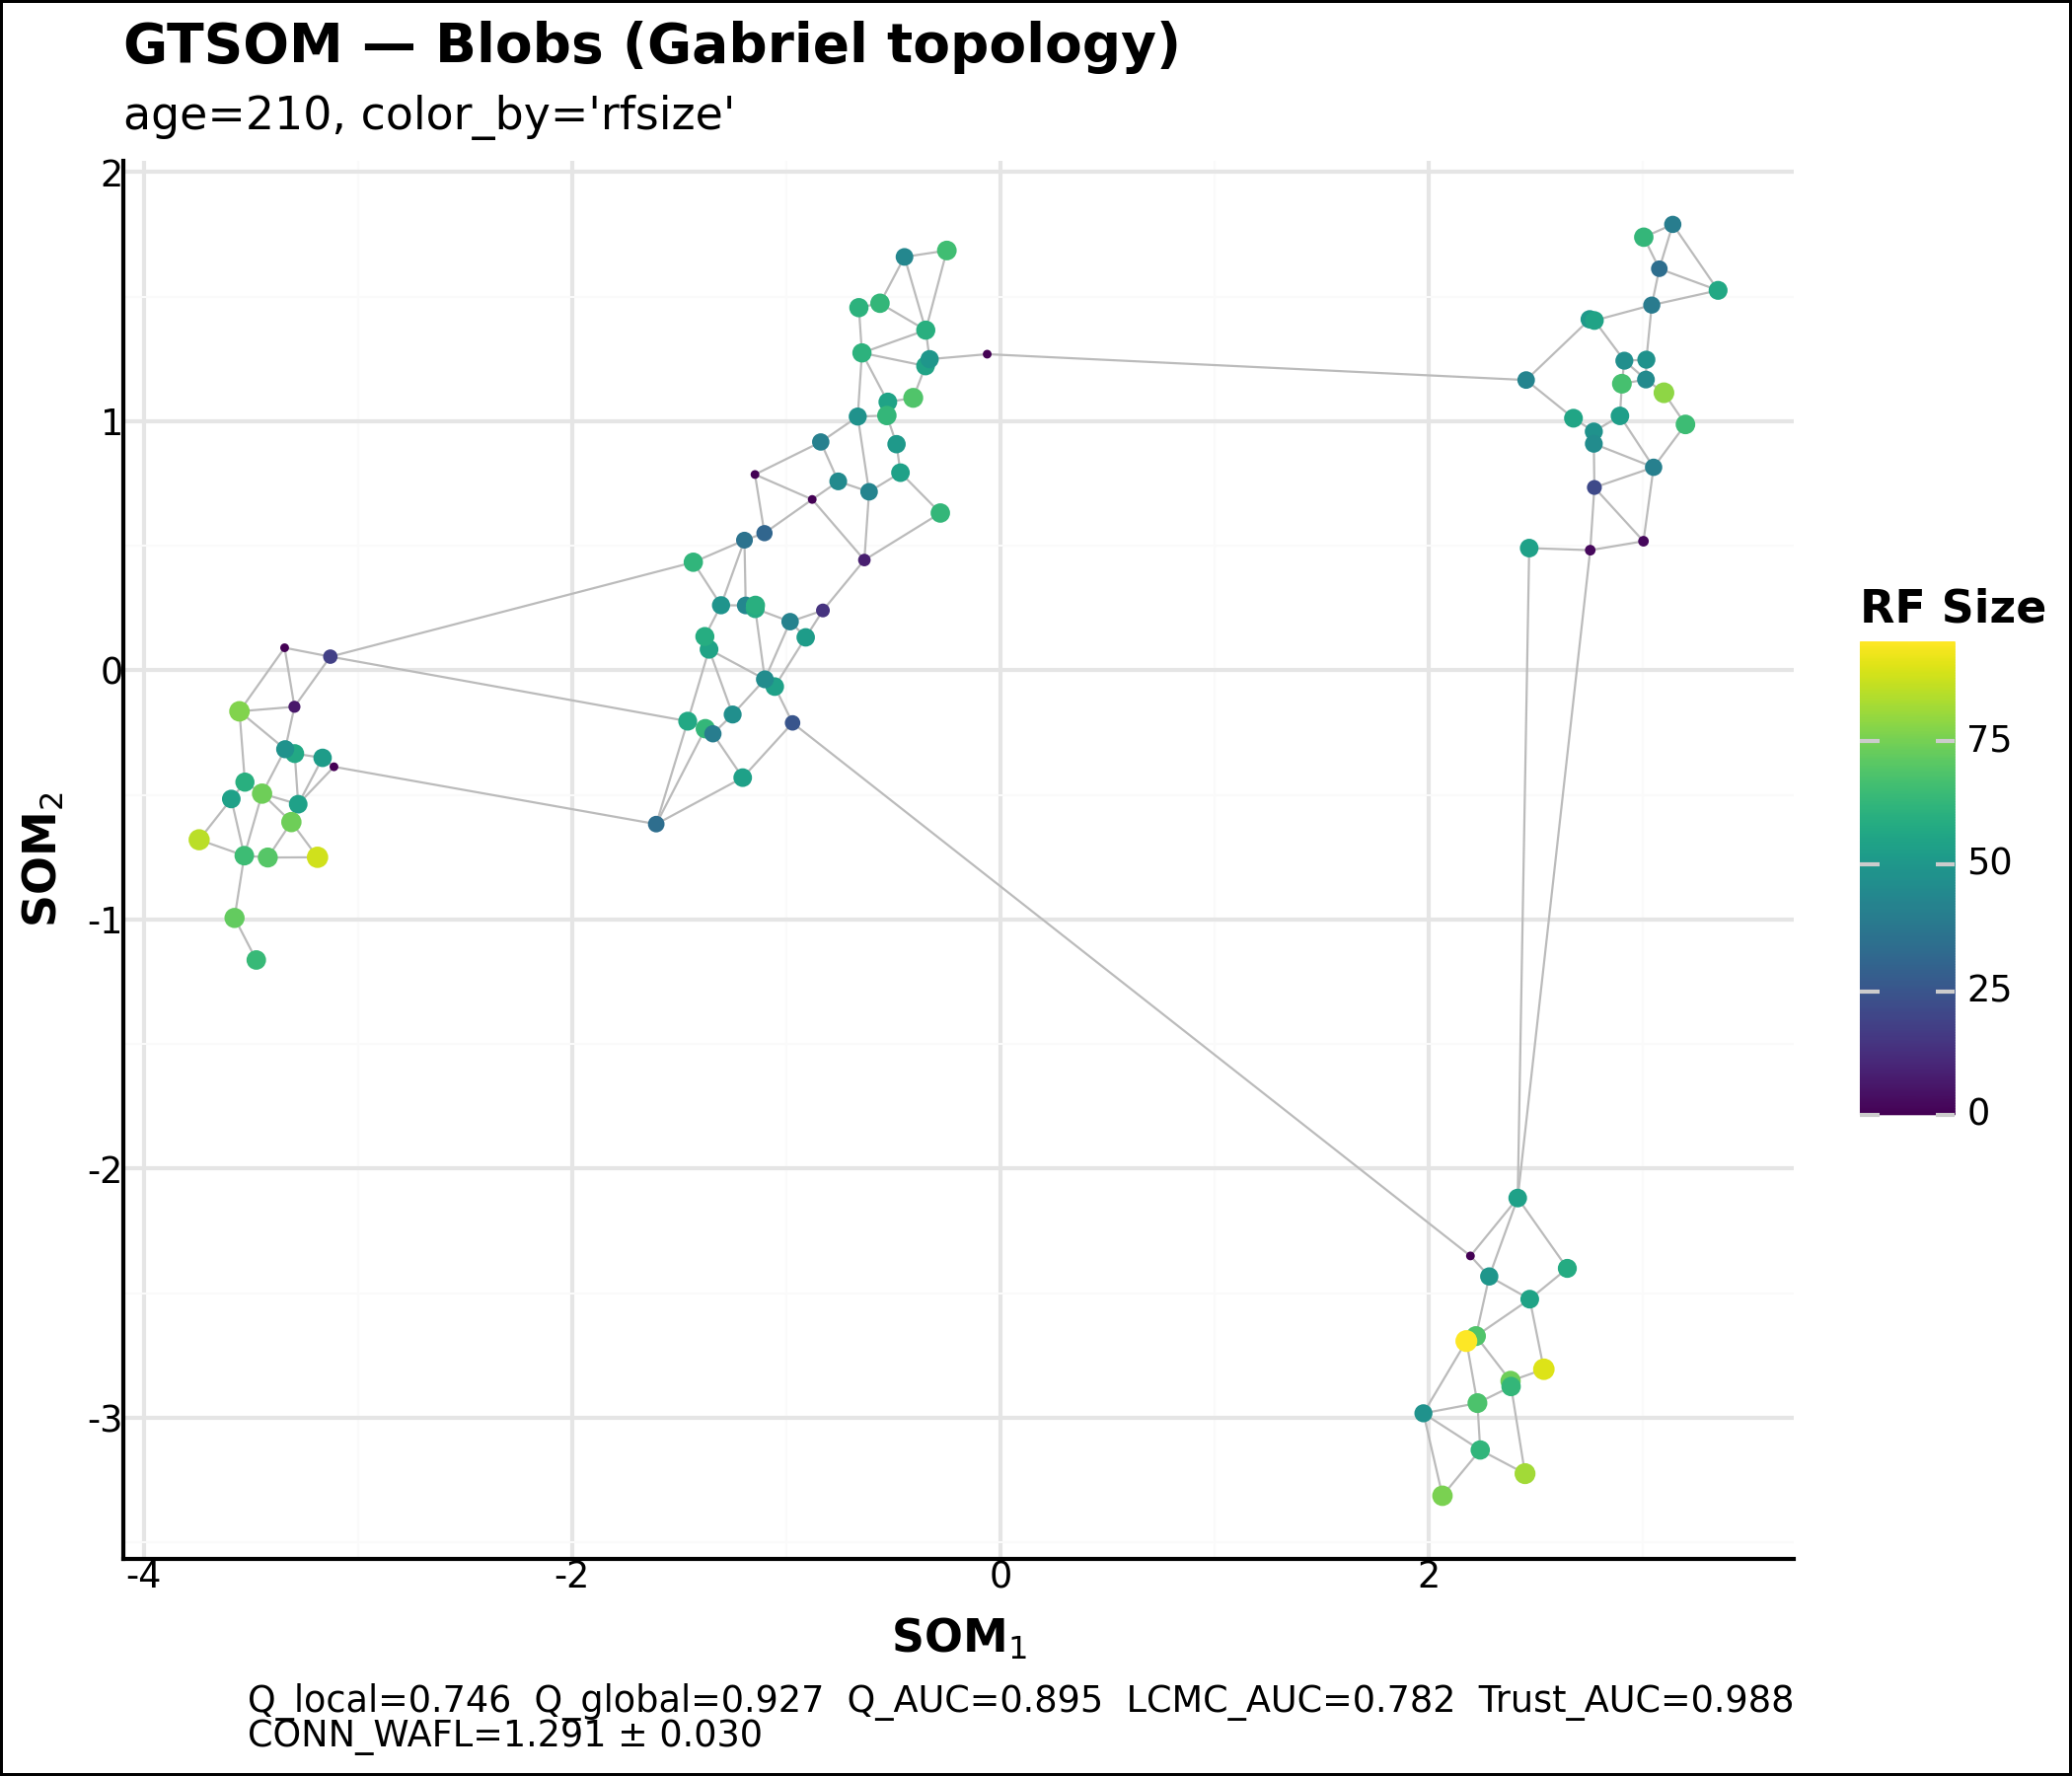 GTSOM — Blobs (Gabriel topology)
age=210, color_by='rfsize'
2
1
0
-1
-2
-3
SOM₂
-4
-2
0
2
SOM₁
RF Size
75
50
25
0
Q_local=0.746 Q_global=0.927 Q_AUC=0.895 LCMC_AUC=0.782 Trust_AUC=0.988
CONN_WAFL=1.291 ± 0.030